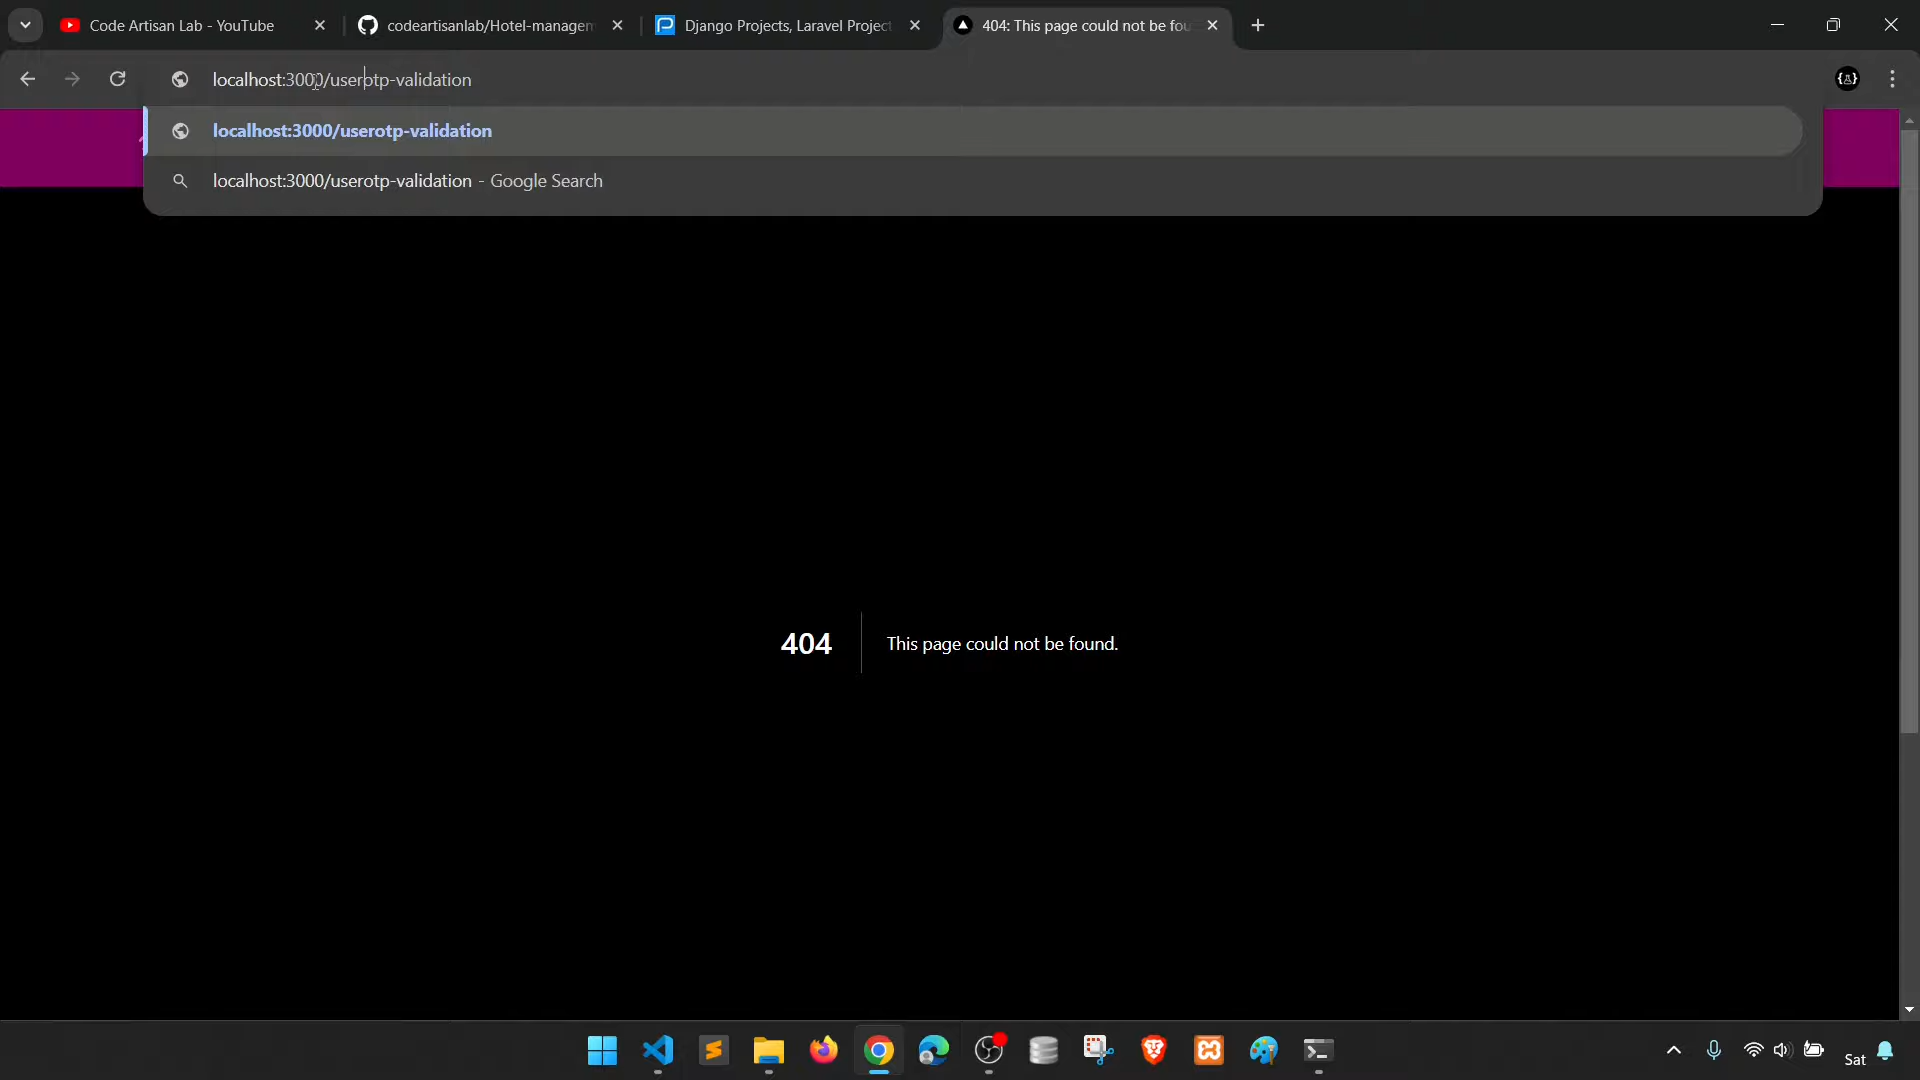 Code Artisan Lab - YouTube
codeartisanlab/Hotel-managem
Django Projects, Laravel Project
404: This page could not be fou
localhost:3000/userotp-validation
localhost:3000/userotp-validation
localhost:3000/userotp-validation - Google Search
404
This page could not be found.
Sat